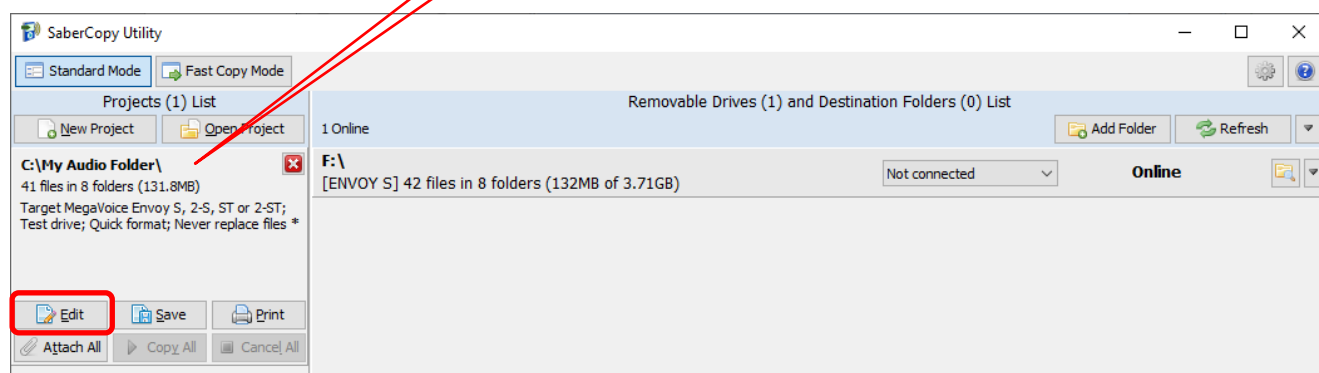 SaberCopy Utility
Standard Mode
Fast Copy Mode
Projects (1) List
Removable Drives (1) and Destination Folders (0) List
New Project
Open Project
1 Online
Add Folder
Refresh
C:\My Audio Folder\
41 files in 8 folders (131.8MB)
Target MegaVoice Envoy S, 2-S, ST or 2-ST;
Test drive; Quick format; Never replace files *
F:\
[ENVOY S] 42 files in 8 folders (132MB of 3.71GB)
Not connected
Online
Edit
Save
Print
Attach All
Copy All
Cancel All